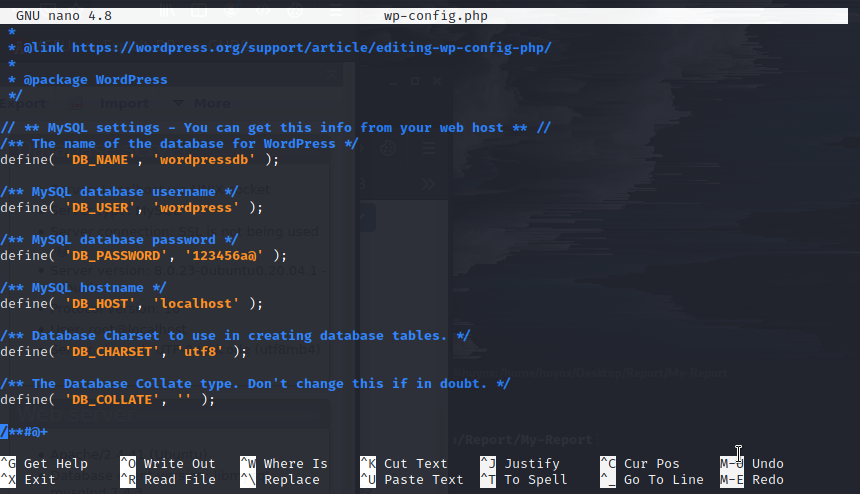 GNU nano 4.8 wp-config.php
*
* @link https://wordpress.org/support/article/editing-wp-config-php/
*
* @package WordPress
*/
Export Import More
// ** MySQL settings - You can get this info from your web host ** //
/** The name of the database for WordPress */
define( 'DB_NAME', 'wordpressdb' );
/** MySQL database username */
define( 'DB_USER', 'wordpress' );
/** MySQL database password */
define( 'DB_PASSWORD', '123456a@' );
/** MySQL hostname */
define( 'DB_HOST', 'localhost' );
/** Database Charset to use in creating database tables. */
define( 'DB_CHARSET', 'utf8' );
/** The Database Collate type. Don't change this if in doubt. */
define( 'DB_COLLATE', '' );
/**#@+
^G Get Help ^O Write Out ^W Where Is ^K Cut Text ^J Justify ^C Cur Pos M-U Undo
^X Exit ^R Read File ^\ Replace ^U Paste Text ^T To Spell ^_ Go To Line M-E Redo